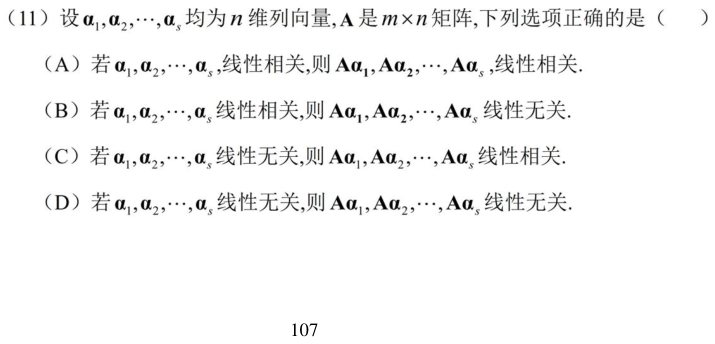 （11）设α₁,α₂,⋯,αₛ均为n维列向量,A是m×n矩阵,下列选项正确的是（　　）
（A）若α₁,α₂,⋯,αₛ,线性相关,则Aα₁,Aα₂,⋯,Aαₛ,线性相关.
（B）若α₁,α₂,⋯,αₛ线性相关,则Aα₁,Aα₂,⋯,Aαₛ线性无关.
（C）若α₁,α₂,⋯,αₛ线性无关,则Aα₁,Aα₂,⋯,Aαₛ线性相关.
（D）若α₁,α₂,⋯,αₛ线性无关,则Aα₁,Aα₂,⋯,Aαₛ线性无关.
107